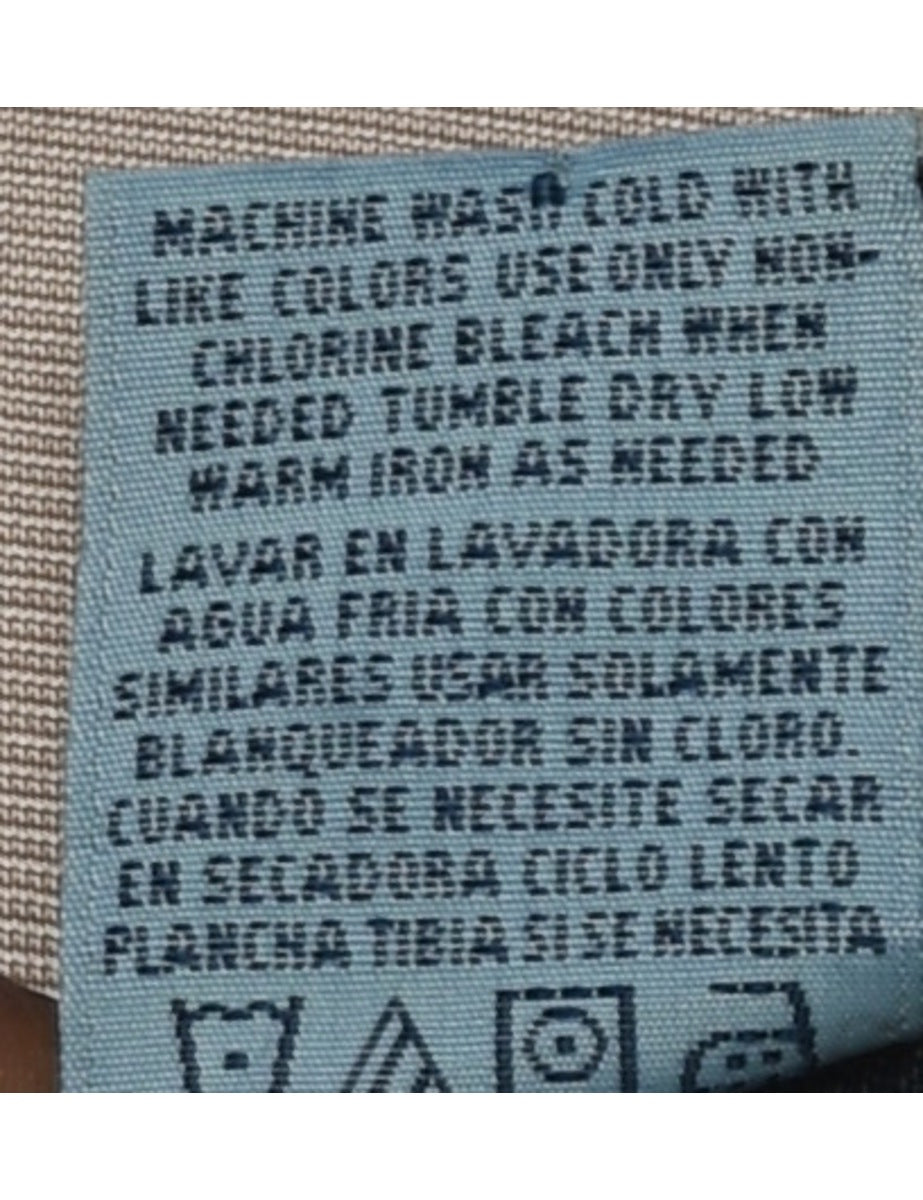 MACHINE WASH COLD WITH
LIKE COLORS USE ONLY NON-
CHLORINE BLEACH WHEN
NEEDED TUMBLE DRY LOW
WARM IRON AS NEEDED
LAVAR EN LAVADORA CON
AGUA FRIA CON COLORES
SIMILARES USAR SOLAMENTE
BLANQUEADOR SIN CLORO.
CUANDO SE NECESITE SECAR
EN SECADORA CICLO LENTO
PLANCHA TIBIA SI SE NECESITA